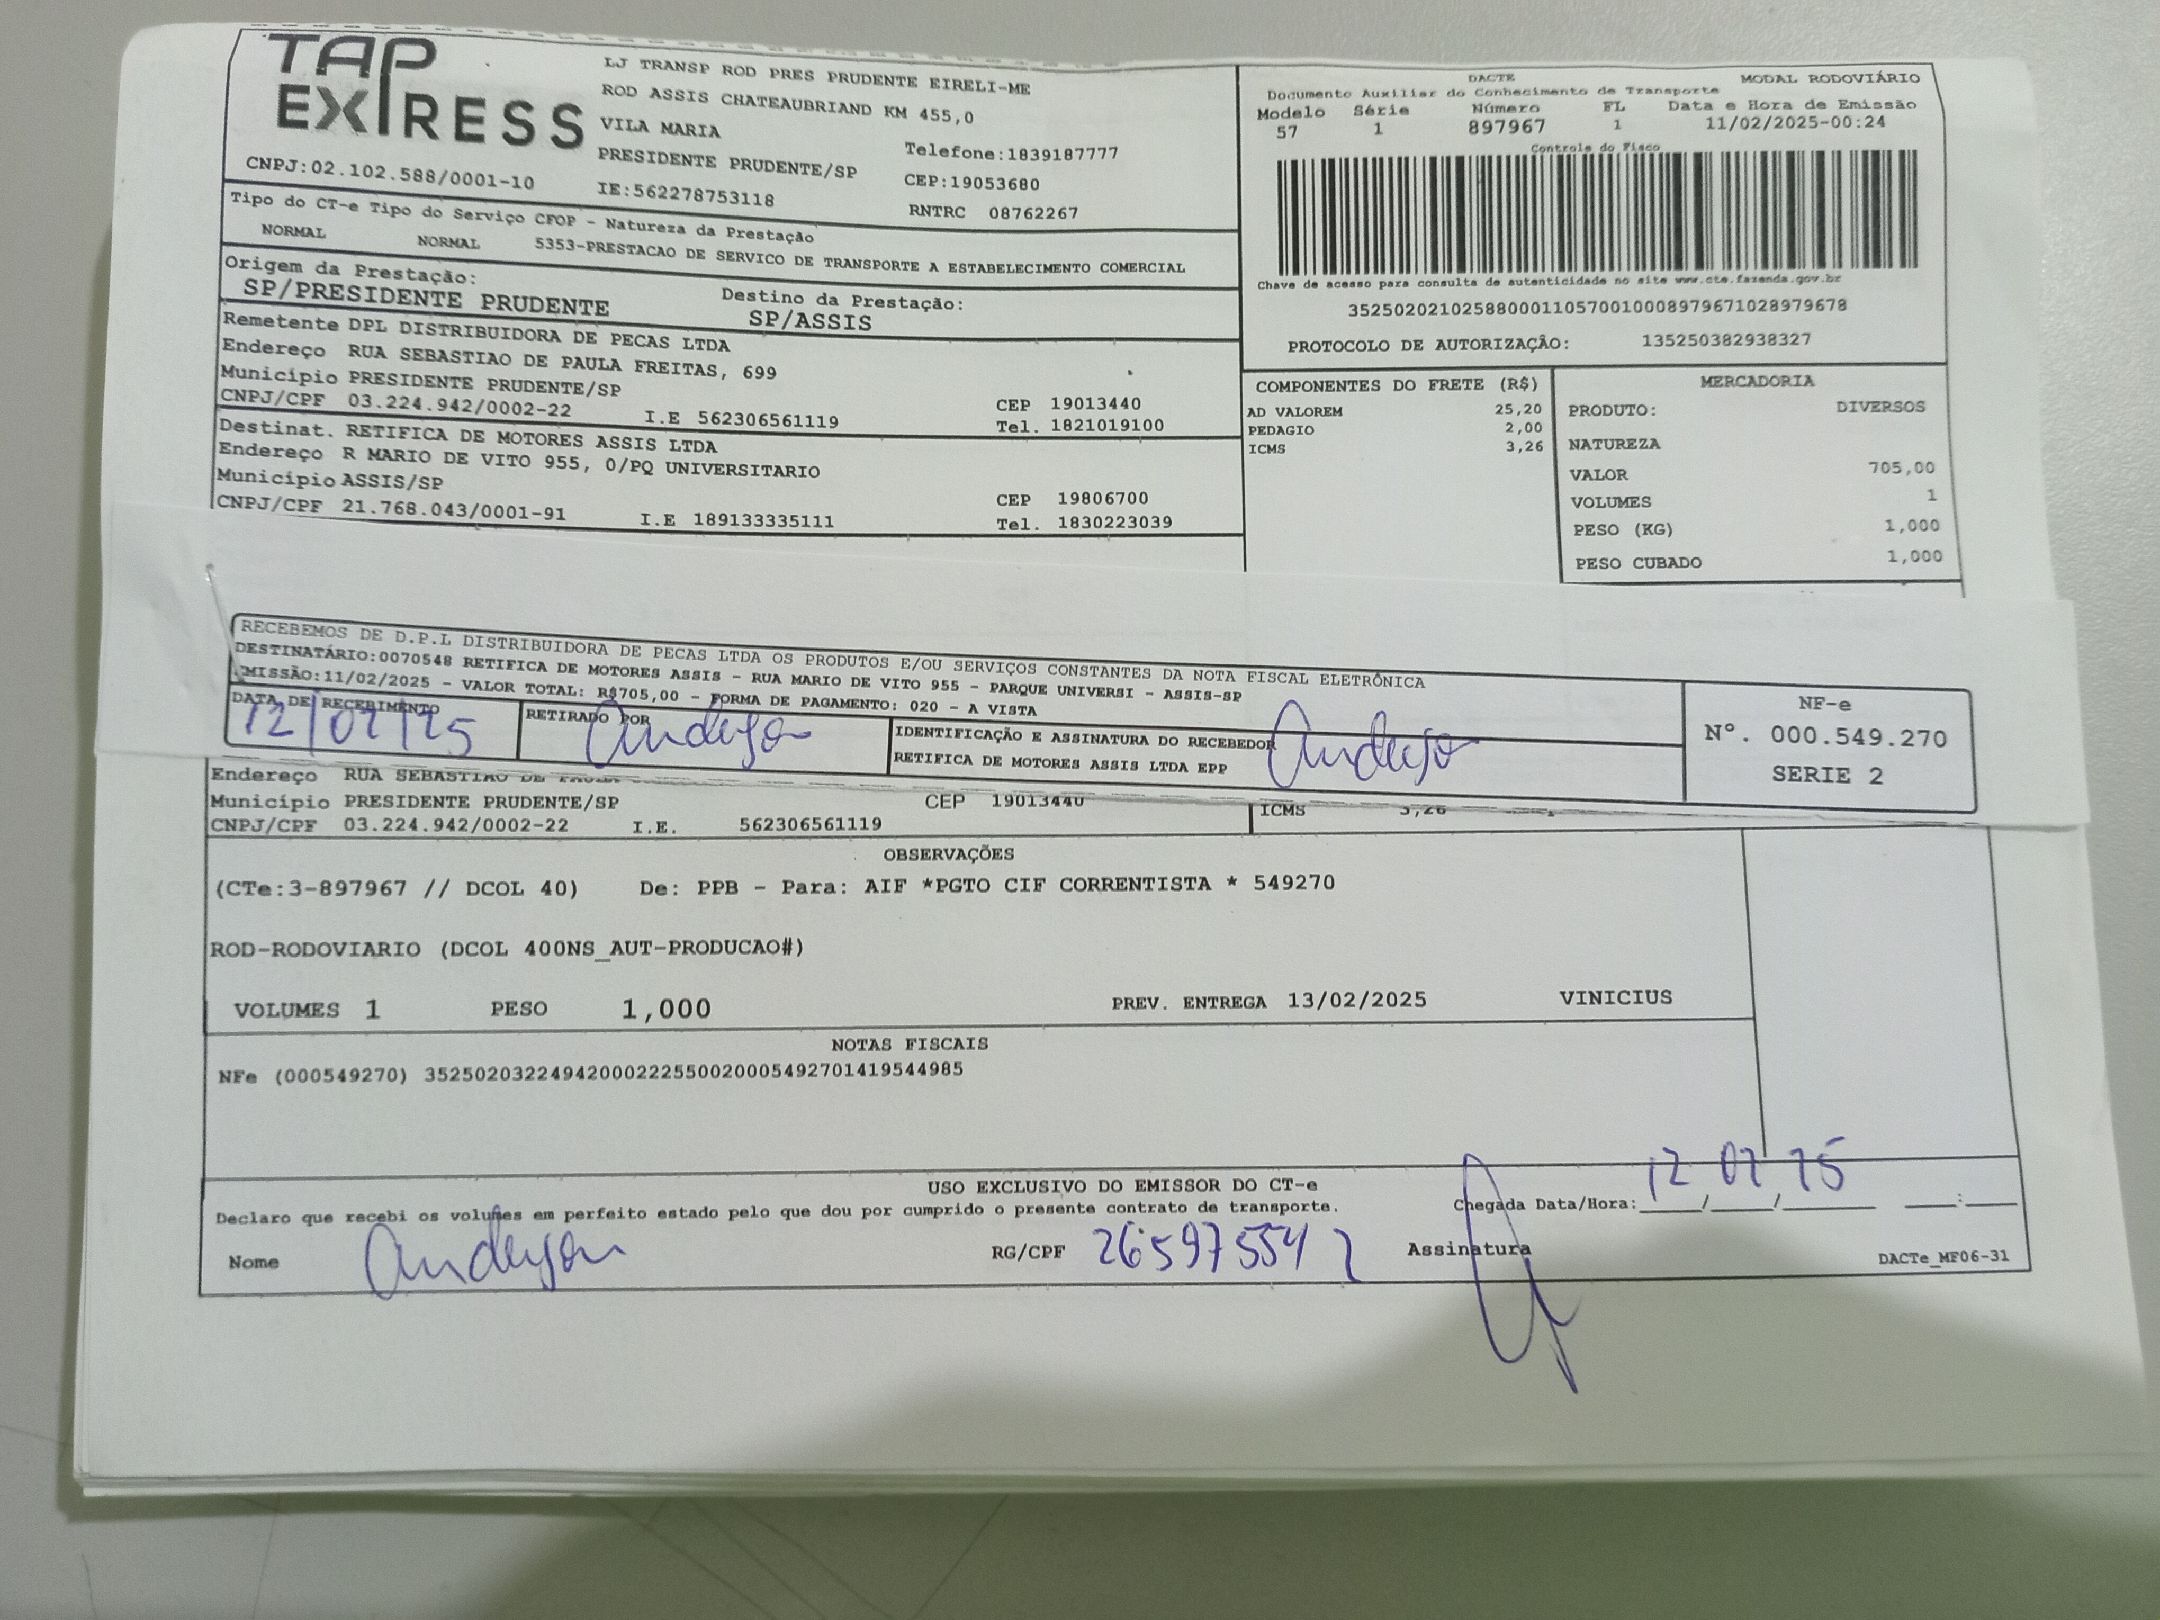 TAP EXPRESS
LJ TRANSP ROD PRES PRUDENTE EIRELI-ME
ROD ASSIS CHATEAUBRIAND KM 455,0
VILA MARIA
PRESIDENTE PRUDENTE/SP
Telefone:1839187777
CNPJ:02.102.588/0001-10
IE:562278753118
CEP:19053680
RNTRC 08762267
Tipo do CT-e Tipo do Serviço CFOP - Natureza da Prestação
NORMAL NORMAL 5353-PRESTACAO DE SERVICO DE TRANSPORTE A ESTABELECIMENTO COMERCIAL
Origem da Prestação:
SP/PRESIDENTE PRUDENTE
Destino da Prestação:
SP/ASSIS
Remetente DPL DISTRIBUIDORA DE PECAS LTDA
Endereço RUA SEBASTIAO DE PAULA FREITAS, 699
Município PRESIDENTE PRUDENTE/SP CEP 19013440
CNPJ/CPF 03.224.942/0002-22 I.E 562306561119 Tel. 1821019100
Destinat. RETIFICA DE MOTORES ASSIS LTDA
Endereço R MARIO DE VITO 955, 0/PQ UNIVERSITARIO
Município ASSIS/SP CEP 19806700
CNPJ/CPF 21.768.043/0001-91 I.E 189133335111 Tel. 1830223039
DACTE MODAL RODOVIÁRIO
Documento Auxiliar do Conhecimento de Transporte
Modelo Série Número FL Data e Hora de Emissão
57 1 897967 1 11/02/2025-00:24
Controle do Fisco
Chave de acesso para consulta de autenticidade no site www.cte.fazenda.gov.br
35250202102588000110570010008979671028979678
PROTOCOLO DE AUTORIZAÇÃO: 135250382938327
COMPONENTES DO FRETE (R$)
AD VALOREM 25,20
PEDAGIO 2,00
ICMS 3,26
MERCADORIA
PRODUTO: DIVERSOS
NATUREZA
VALOR 705,00
VOLUMES 1
PESO (KG) 1,000
PESO CUBADO 1,000
RECEBEMOS DE D.P.L DISTRIBUIDORA DE PECAS LTDA OS PRODUTOS E/OU SERVIÇOS CONSTANTES DA NOTA FISCAL ELETRÔNICA
DESTINATÁRIO:0070548 RETIFICA DE MOTORES ASSIS - RUA MARIO DE VITO 955 - PARQUE UNIVERSI - ASSIS-SP
EMISSÃO:11/02/2025 - VALOR TOTAL: R$705,00 - FORMA DE PAGAMENTO: 020 - A VISTA
DATA DE RECEBIMENTO
12/02/25
RETIRADO POR
Anderson
IDENTIFICAÇÃO E ASSINATURA DO RECEBEDOR
RETIFICA DE MOTORES ASSIS LTDA EPP
Anderson
NF-e
Nº. 000.549.270
SERIE 2
Endereço RUA SEBASTIAO DE PAULA
Município PRESIDENTE PRUDENTE/SP CEP 19013440
CNPJ/CPF 03.224.942/0002-22 I.E. 562306561119
ICMS 3,26
OBSERVAÇÕES
(CTe:3-897967 // DCOL 40) De: PPB - Para: AIF *PGTO CIF CORRENTISTA * 549270
ROD-RODOVIARIO (DCOL 400NS_AUT-PRODUCAO#)
VOLUMES 1 PESO 1,000 PREV. ENTREGA 13/02/2025 VINICIUS
NOTAS FISCAIS
NFe (000549270) 35250203224942000222550020005492701419544985
USO EXCLUSIVO DO EMISSOR DO CT-e
Declaro que recebi os volumes em perfeito estado pelo que dou por cumprido o presente contrato de transporte.
Chegada Data/Hora: 12/02/25 :
Nome Anderson RG/CPF 265975542 Assinatura
DACTe_MF06-31